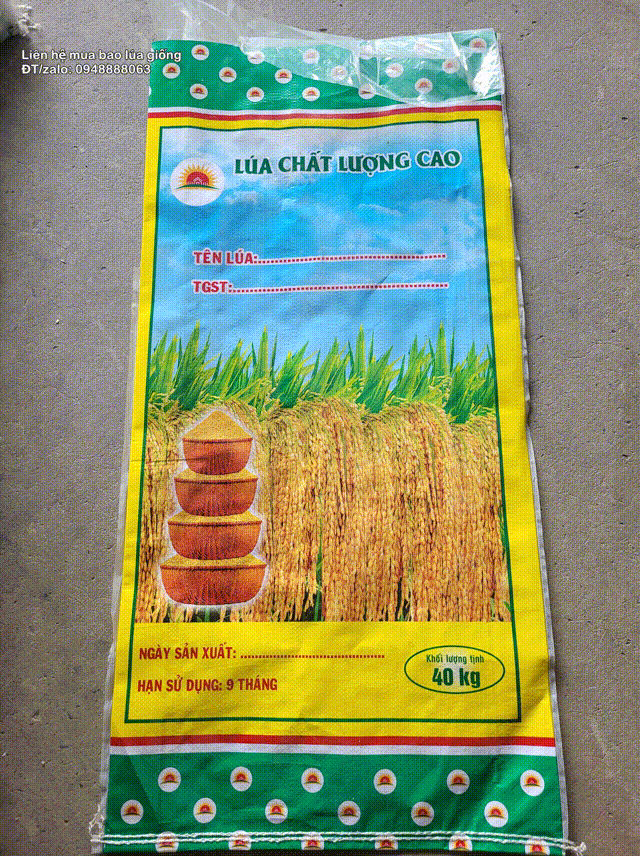 Liên hệ mua bao lúa giống
ĐT/zalo: 0948888063
LÚA CHẤT LƯỢNG CAO
TÊN LÚA:
TGST:
NGÀY SẢN XUẤT:
HẠN SỬ DỤNG: 9 THÁNG
Khối lượng tịnh
40 kg